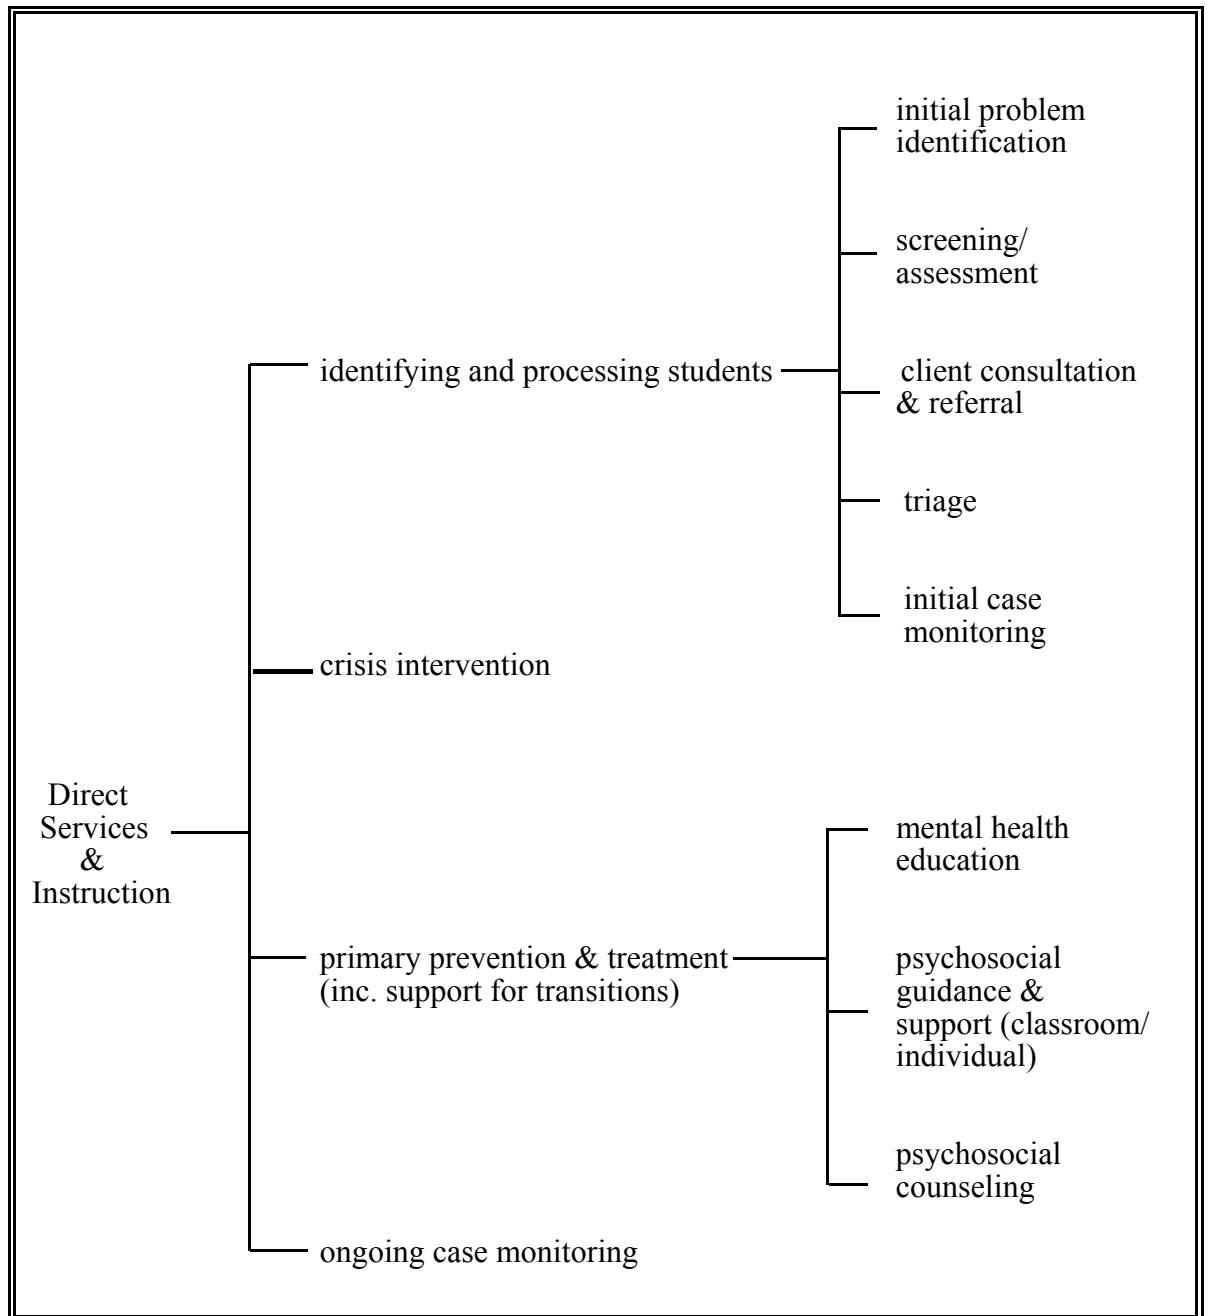 Direct
Services
&
Instruction
identifying and processing students
initial problem
identification
screening/
assessment
client consultation
& referral
triage
initial case
monitoring
crisis intervention
primary prevention & treatment
(inc. support for transitions)
mental health
education
psychosocial
guidance &
support (classroom/
individual)
psychosocial
counseling
ongoing case monitoring